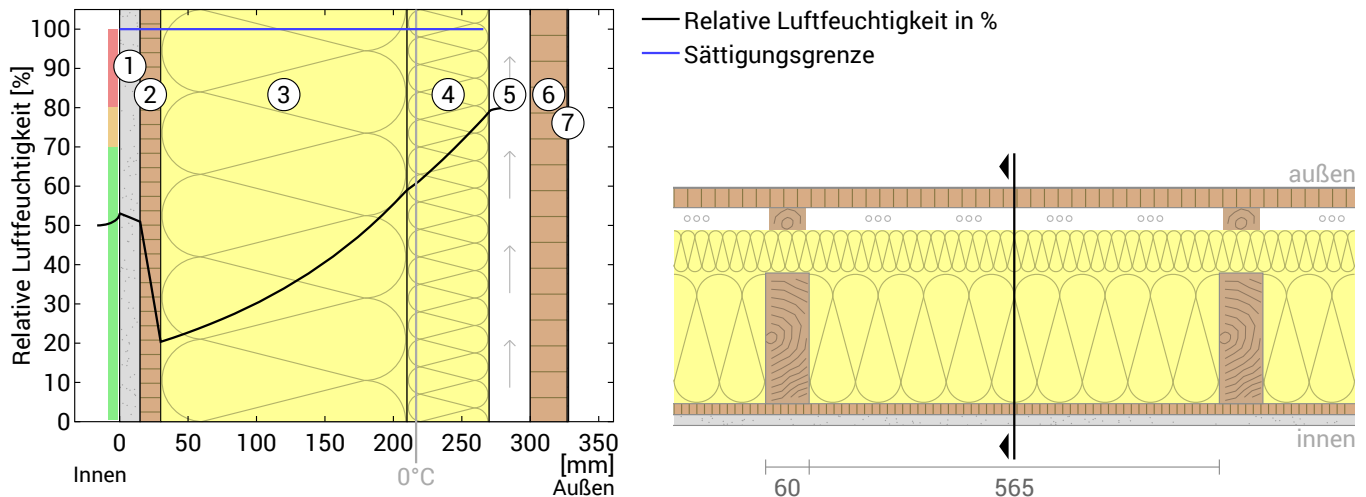 Relative Luftfeuchtigkeit [%]
100
90
80
70
60
50
40
30
20
10
0
1
2
3
4
5
6
7
0 50 100 150 200 250 300 350
[mm]
Innen
0°C
Außen
Relative Luftfeuchtigkeit in %
Sättigungsgrenze
außen
innen
60 565